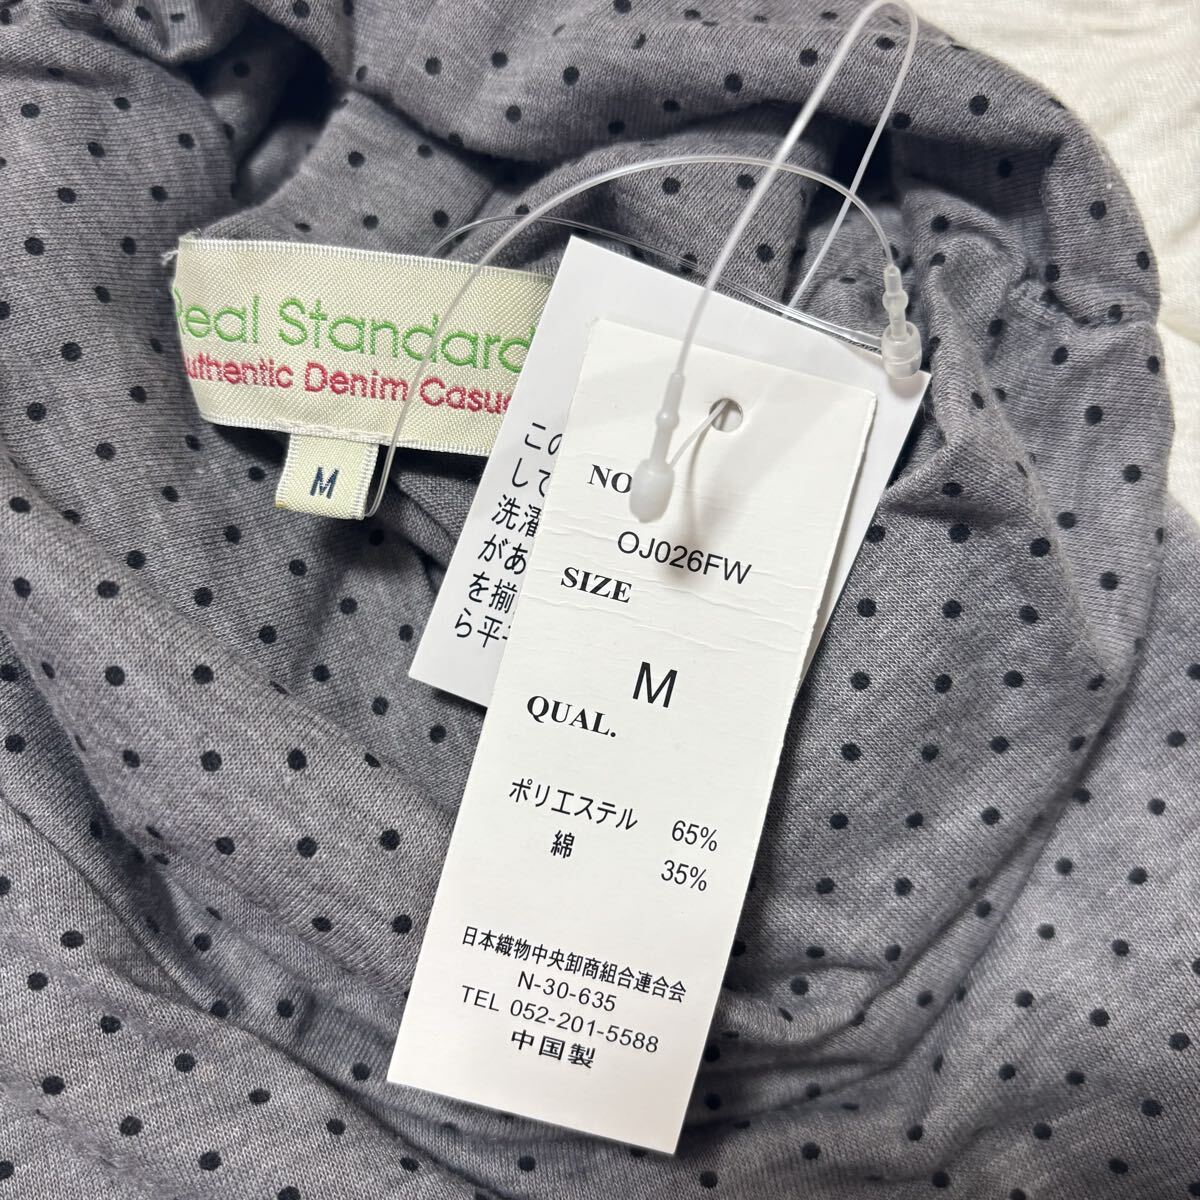 Real Standard
Authentic Denim
M
この
して
洗濯
があ
を揃
ら平
NO
OJ026FW
SIZE
M
QUAL.
ポリエステル 65%
綿 35%
日本織物中央卸商組合連合会
N-30-635
TEL 052-201-5588
中国製